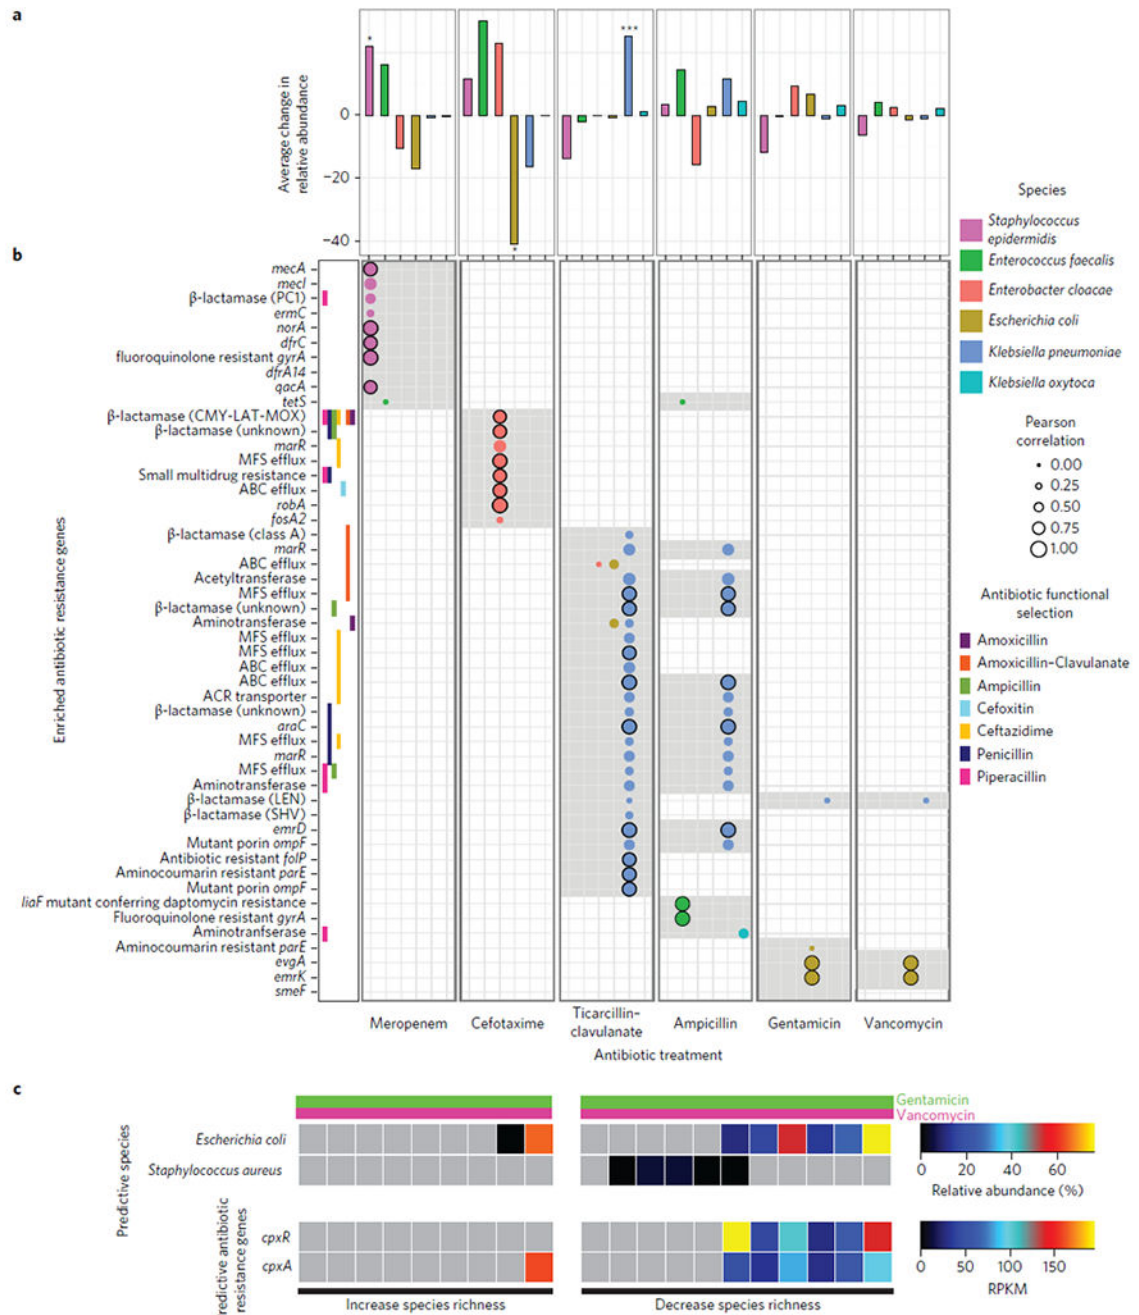 a
Average change in
relative abundance
0
−20
−40
*
*
***
Species
Staphylococcus
epidermidis
Enterococcus faecalis
Enterobacter cloacae
Escherichia coli
Klebsiella pneumoniae
Klebsiella oxytoca
Pearson
correlation
0.00
0.25
0.50
0.75
1.00
Antibiotic functional
selection
Amoxicillin
Amoxicillin–Clavulanate
Ampicillin
Cefoxitin
Ceftazidime
Penicillin
Piperacillin
b
Enriched antibiotic resistance genes
mecA
mecI
β-lactamase (PC1)
ermC
norA
dfrC
fluoroquinolone resistant gyrA
dfrA14
qacA
tetS
β-lactamase (CMY-LAT-MOX)
β-lactamase (unknown)
marR
MFS efflux
Small multidrug resistance
ABC efflux
robA
fosA2
β-lactamase (class A)
marR
ABC efflux
Acetyltransferase
MFS efflux
β-lactamase (unknown)
Aminotransferase
MFS efflux
MFS efflux
ABC efflux
ABC efflux
ACR transporter
β-lactamase (unknown)
araC
MFS efflux
marR
MFS efflux
Aminotransferase
β-lactamase (LEN)
β-lactamase (SHV)
emrD
Mutant porin ompF
Antibiotic resistant folP
Aminocoumarin resistant parE
Mutant porin ompF
liaF mutant conferring daptomycin resistance
Fluoroquinolone resistant gyrA
Aminotranfserase
Aminocoumarin resistant parE
evgA
emrK
smeF
Meropenem
Cefotaxime
Ticarcillin–
clavulanate
Ampicillin
Gentamicin
Vancomycin
Antibiotic treatment
c
Gentamicin
Vancomycin
Predictive species
Escherichia coli
Staphylococcus aureus
redictive antibiotic
resistance genes
cpxR
cpxA
Increase species richness
Decrease species richness
0 20 40 60
Relative abundance (%)
0 50 100 150
RPKM